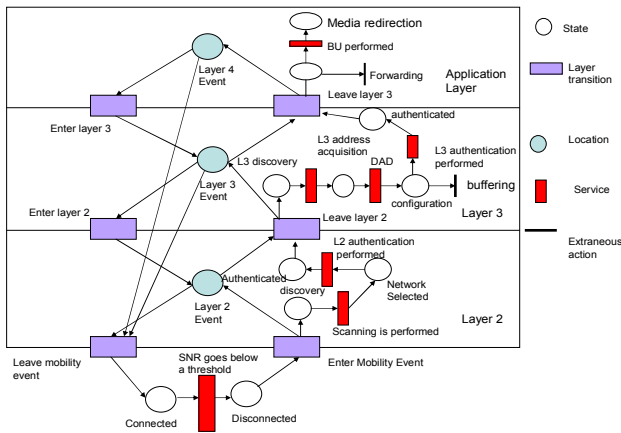 Media redirection
BU performed
Layer 4
Event
Forwarding
Application
Layer
Enter layer 3
Leave layer 3
authenticated
L3 address
acquisition
L3 authentication
performed
L3 discovery
DAD
Layer 3
Event
configuration
buffering
Enter layer 2
Leave layer 2
Layer 3
L2 authentication
performed
Authenticated
discovery
Network
Selected
Layer 2
Event
Layer 2
Scanning is performed
Leave mobility
event
SNR goes below
a threshold
Enter Mobility Event
Connected
Disconnected
State
Layer
transition
Location
Service
Extraneous
action